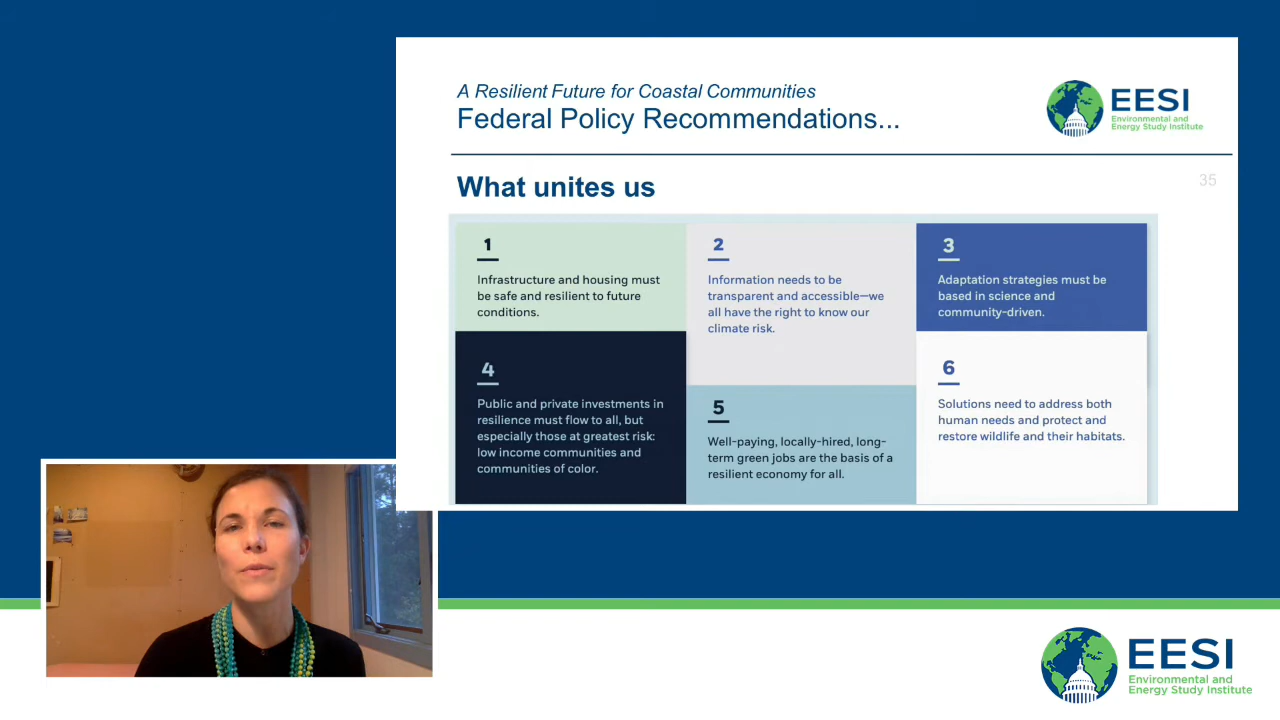 A Resilient Future for Coastal Communities
Federal Policy Recommendations...
EESI
Environmental and
Energy Study Institute
What unites us
35
1
Infrastructure and housing must
be safe and resilient to future
conditions.
2
Information needs to be
transparent and accessible—we
all have the right to know our
climate risk.
3
Adaptation strategies must be
based in science and
community-driven.
4
Public and private investments in
resilience must flow to all, but
especially those at greatest risk:
low income communities and
communities of color.
5
Well-paying, locally-hired, long-
term green jobs are the basis of a
resilient economy for all.
6
Solutions need to address both
human needs and protect and
restore wildlife and their habitats.
EESI
Environmental and
Energy Study Institute